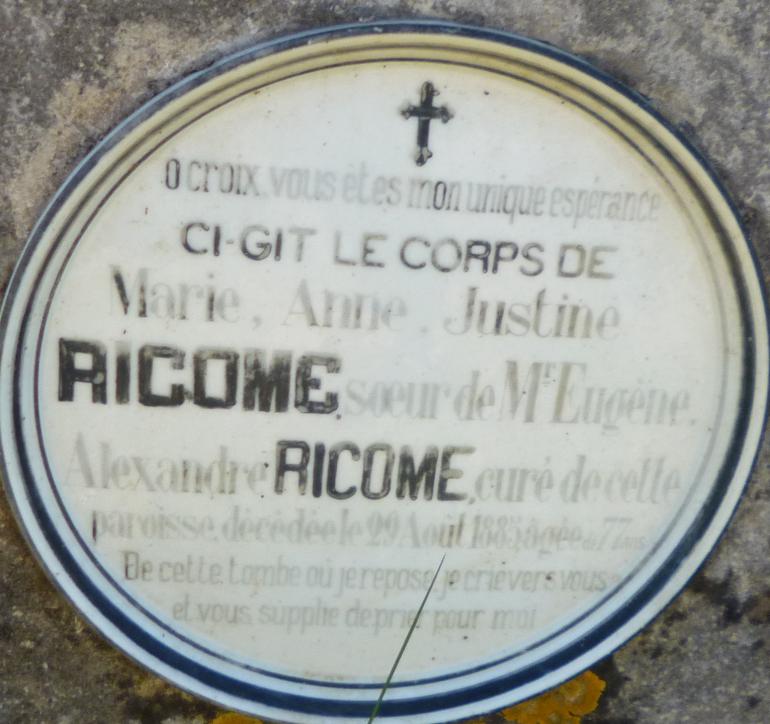 O croix, vous êtes mon unique espérance
CI-GIT LE CORPS DE
Marie, Anne, Justine
RICOME, sœur de Mr Eugène.
Alexandre RICOME, curé de cette
paroisse, décédée le 29 Août âgée de 77 ans
De cette tombe où je repose, je crie vers vous
et vous supplie de prier pour moi